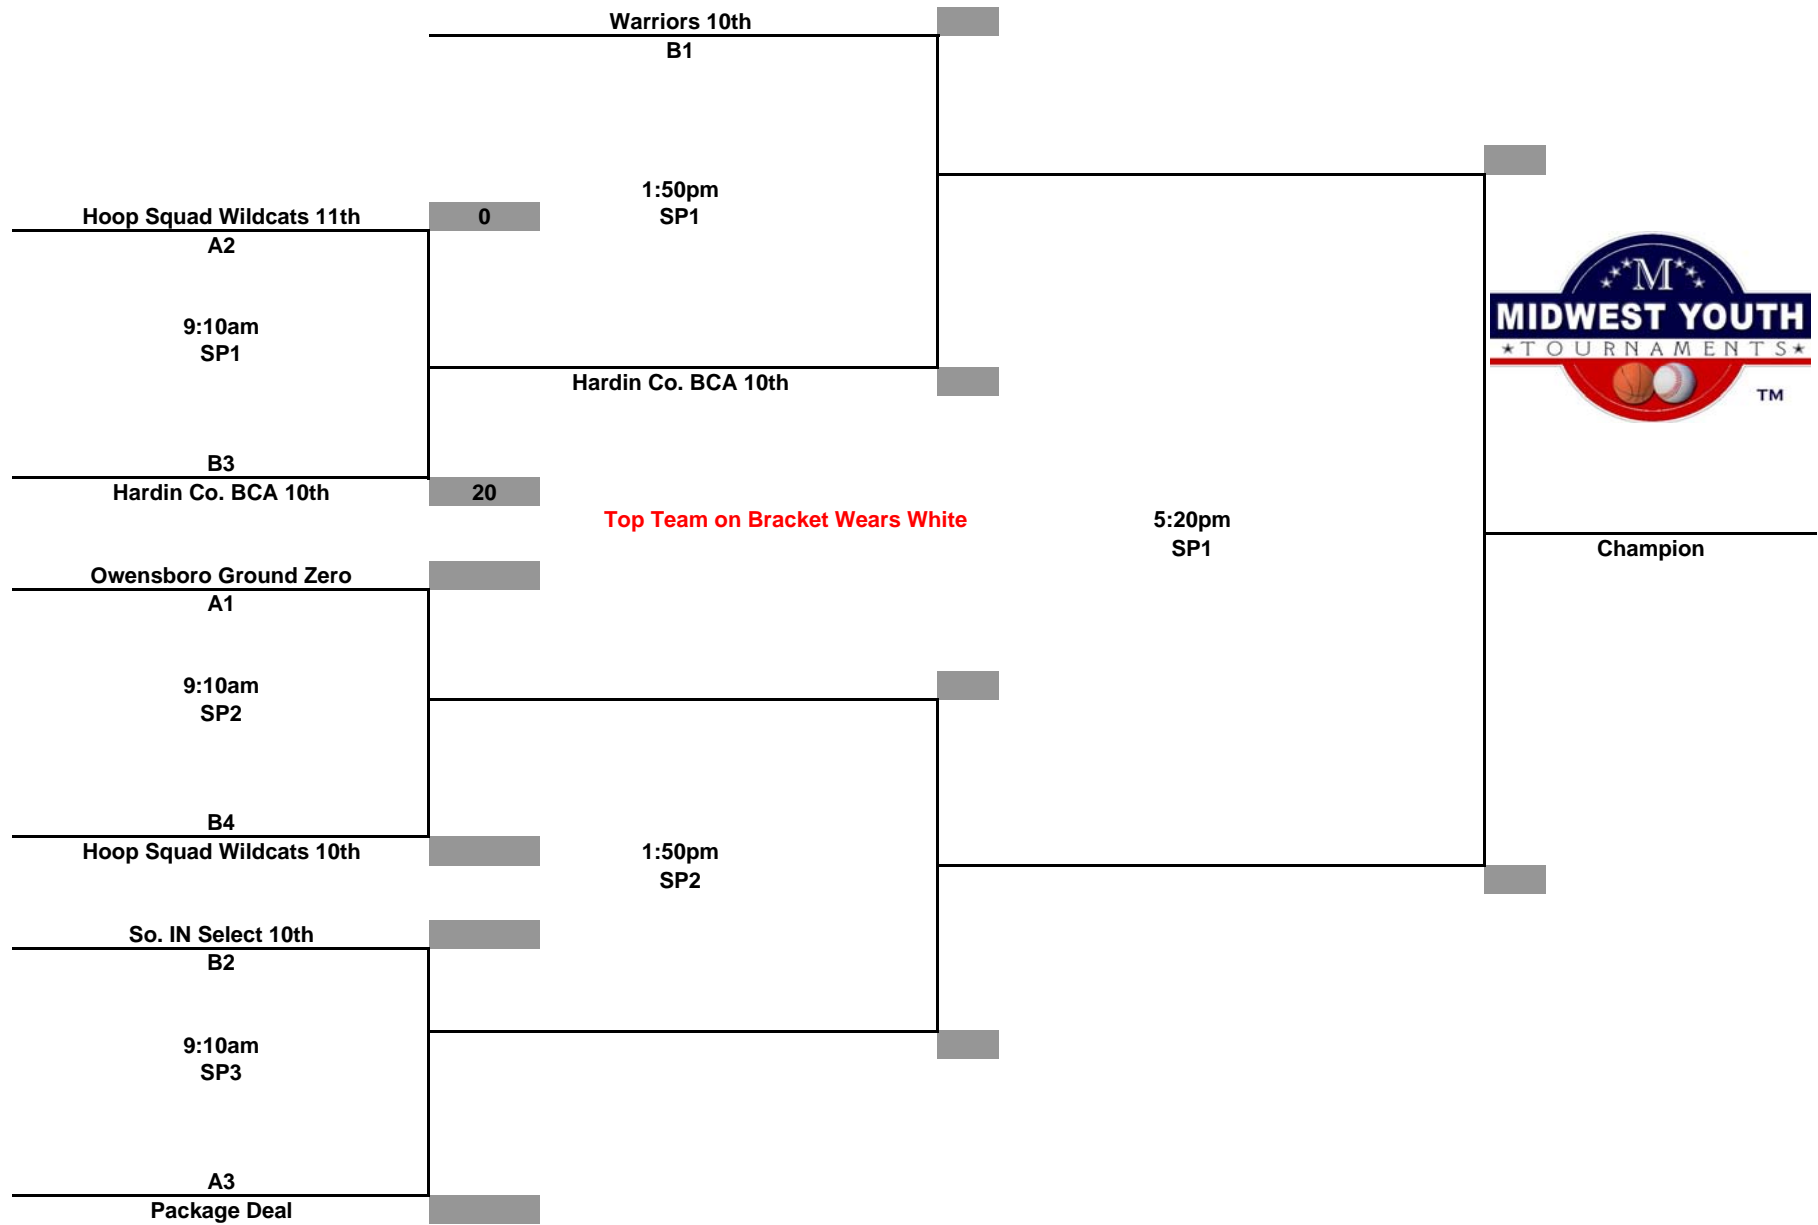 Warriors 10th
B1
1:50pm
SP1
Hoop Squad Wildcats 11th 0
A2
9:10am
SP1
Hardin Co. BCA 10th
B3
Hardin Co. BCA 10th 20
Top Team on Bracket Wears White
5:20pm
SP1
Champion
M
MIDWEST YOUTH
TOURNAMENTS
TM
Owensboro Ground Zero
A1
9:10am
SP2
B4
Hoop Squad Wildcats 10th
1:50pm
SP2
So. IN Select 10th
B2
9:10am
SP3
A3
Package Deal